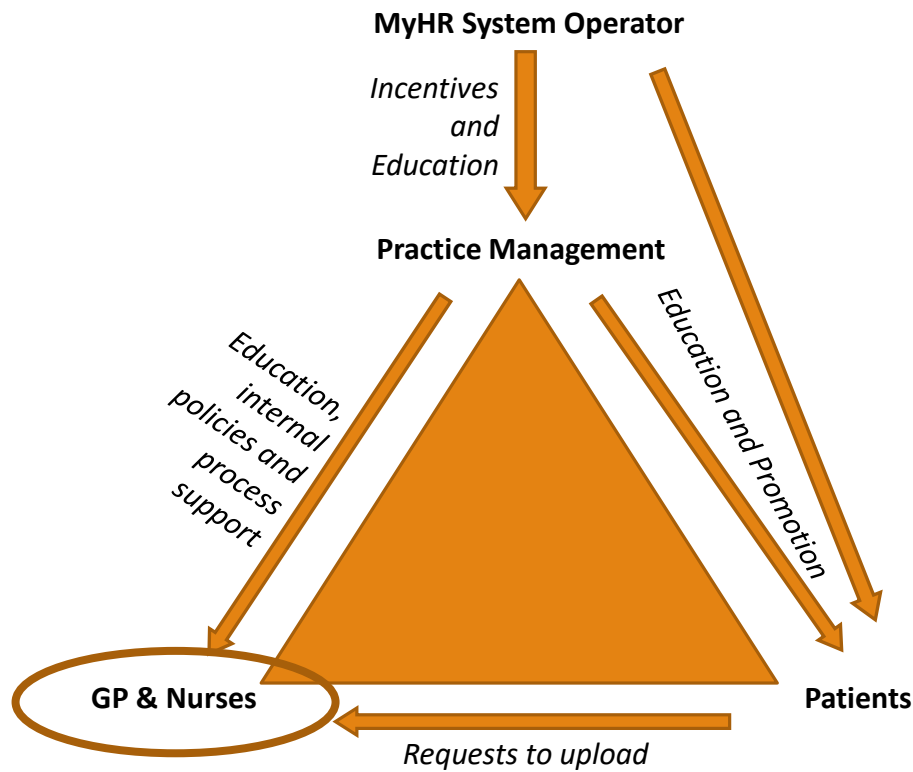 MyHR System Operator
Incentives
and
Education
Practice Management
Education,
internal
policies and
process
support
Education and Promotion
GP & Nurses
Patients
Requests to upload